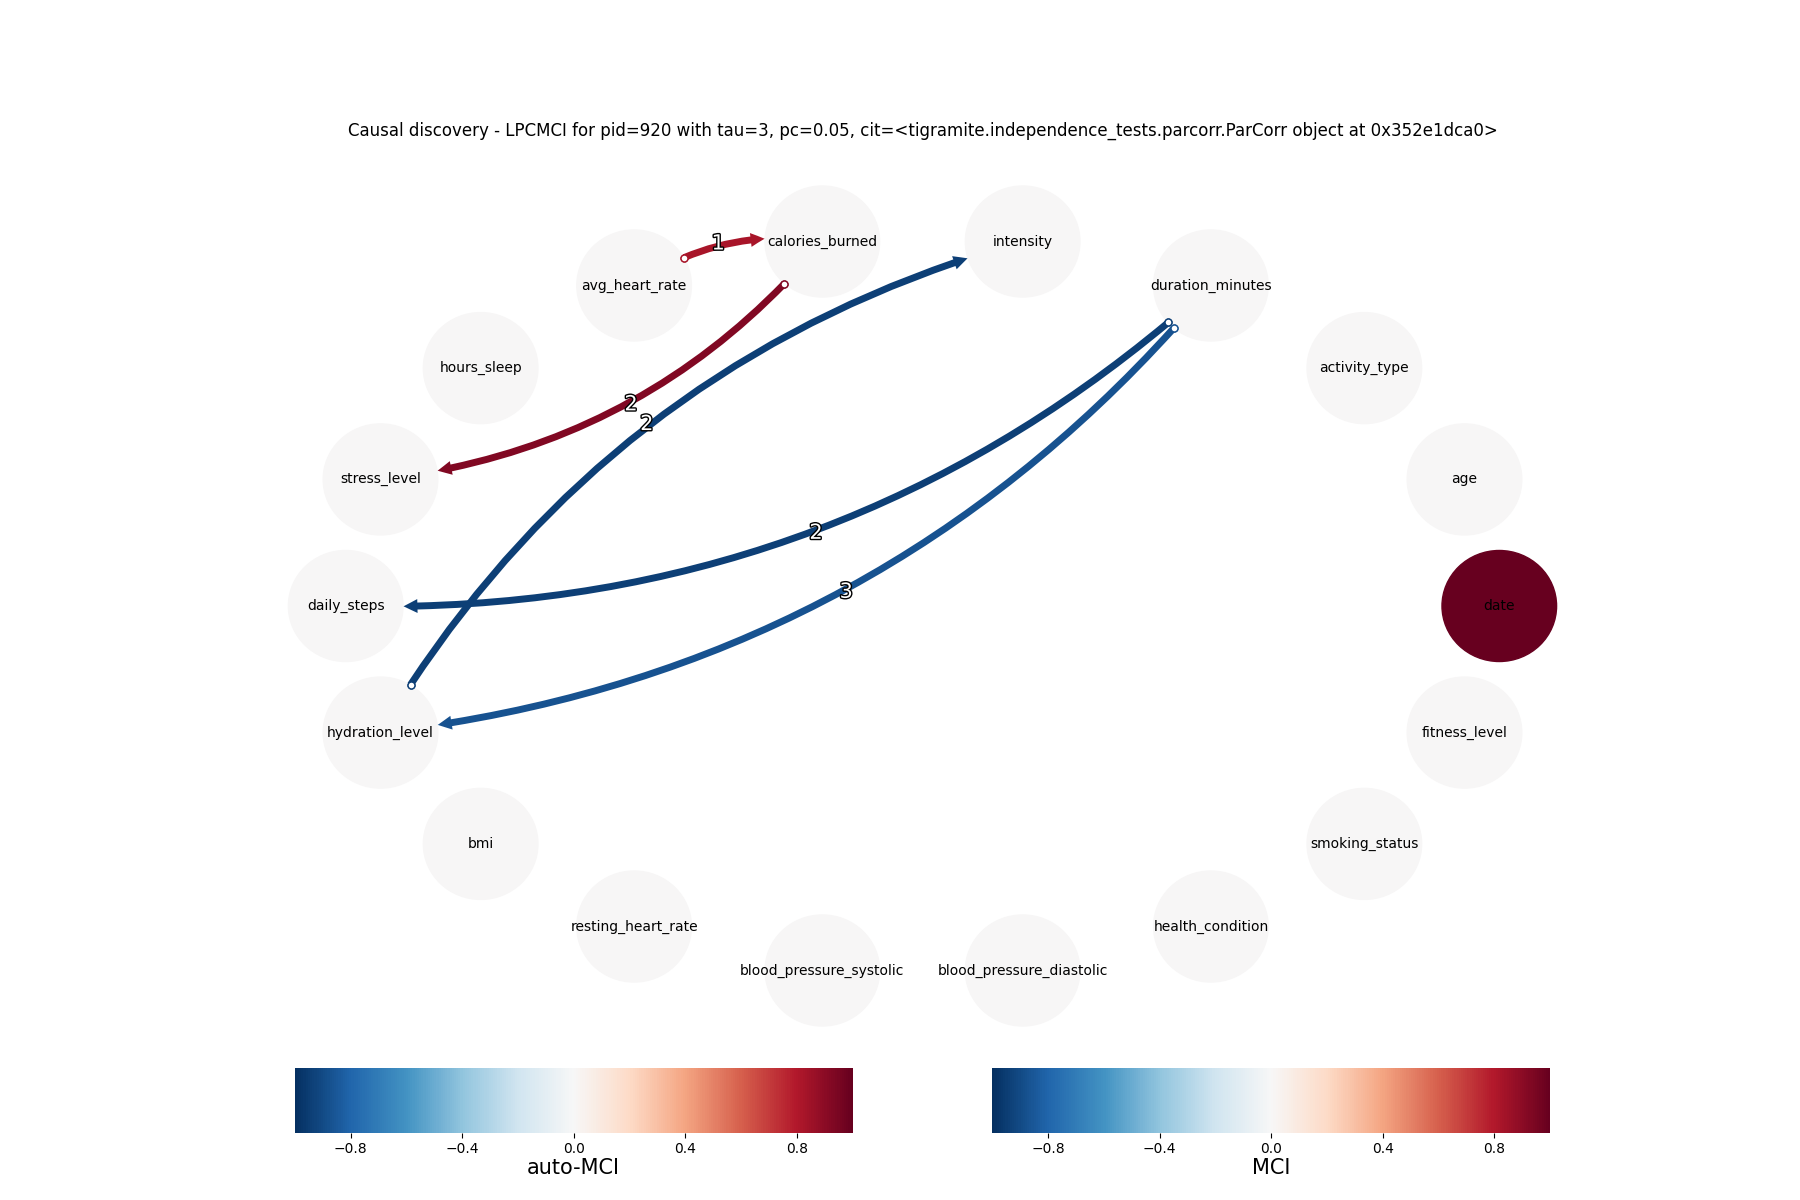 Causal discovery - LPCMCI for pid=920 with tau=3, pc=0.05, cit=<tigramite.independence_tests.parcorr.ParCorr object at 0x352e1dca0>
calories_burned
intensity
1
avg_heart_rate
duration_minutes
hours_sleep
activity_type
2
2
stress_level
age
2
3
daily_steps
date
hydration_level
fitness_level
bmi
smoking_status
resting_heart_rate
health_condition
blood_pressure_systolic
blood_pressure_diastolic
−0.8 −0.4 0.0 0.4 0.8
auto-MCI
−0.8 −0.4 0.0 0.4 0.8
MCI